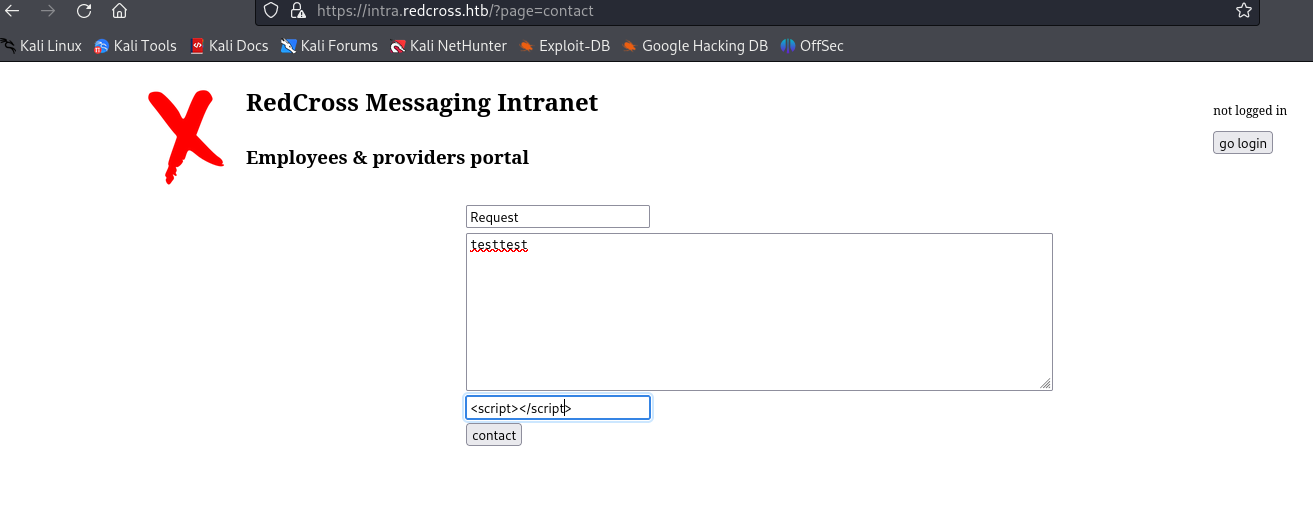 https://intra.redcross.htb/?page=contact
Kali Linux Kali Tools Kali Docs Kali Forums Kali NetHunter Exploit-DB Google Hacking DB OffSec
RedCross Messaging Intranet
not logged in
go login
Employees & providers portal
Request
testtest
<script></script>
contact